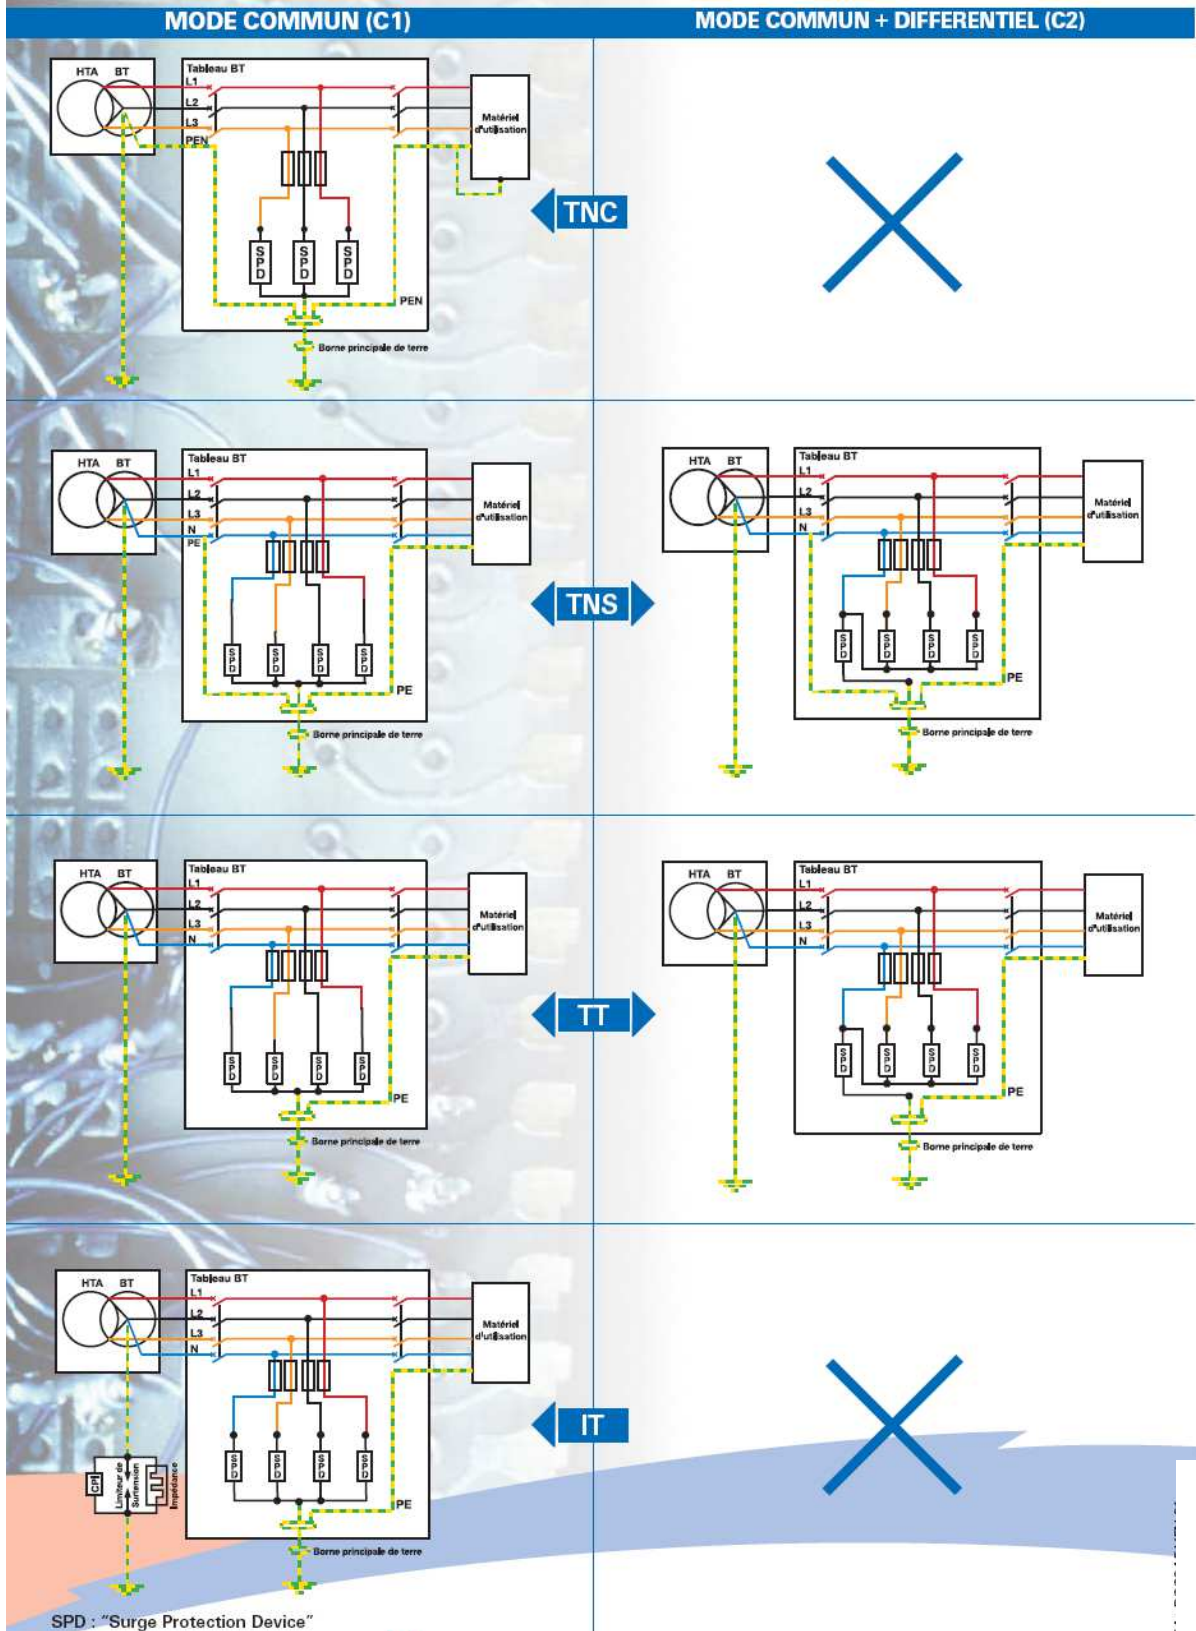 MODE COMMUN (C1)
MODE COMMUN + DIFFERENTIEL (C2)
HTA BT
Tableau BT
L1
L2
L3
PEN
Matériel
d'utilisation
SPD
SPD
SPD
PEN
Borne principale de terre
TNC
HTA BT
Tableau BT
L1
L2
L3
N
PE
Matériel
d'utilisation
SPD
SPD
SPD
SPD
PE
Borne principale de terre
TNS
HTA BT
Tableau BT
L1
L2
L3
N
Matériel
d'utilisation
SPD
SPD
SPD
SPD
PE
Borne principale de terre
HTA BT
Tableau BT
L1
L2
L3
N
Matériel
d'utilisation
SPD
SPD
SPD
SPD
PE
Borne principale de terre
TT
HTA BT
Tableau BT
L1
L2
L3
N
Matériel
d'utilisation
SPD
SPD
SPD
SPD
PE
Borne principale de terre
HTA BT
Tableau BT
L1
L2
L3
N
Matériel
d'utilisation
SPD
SPD
SPD
SPD
PE
Borne principale de terre
IT
CPI
Limiteur de
Surtension
Impédance
SPD : "Surge Protection Device"